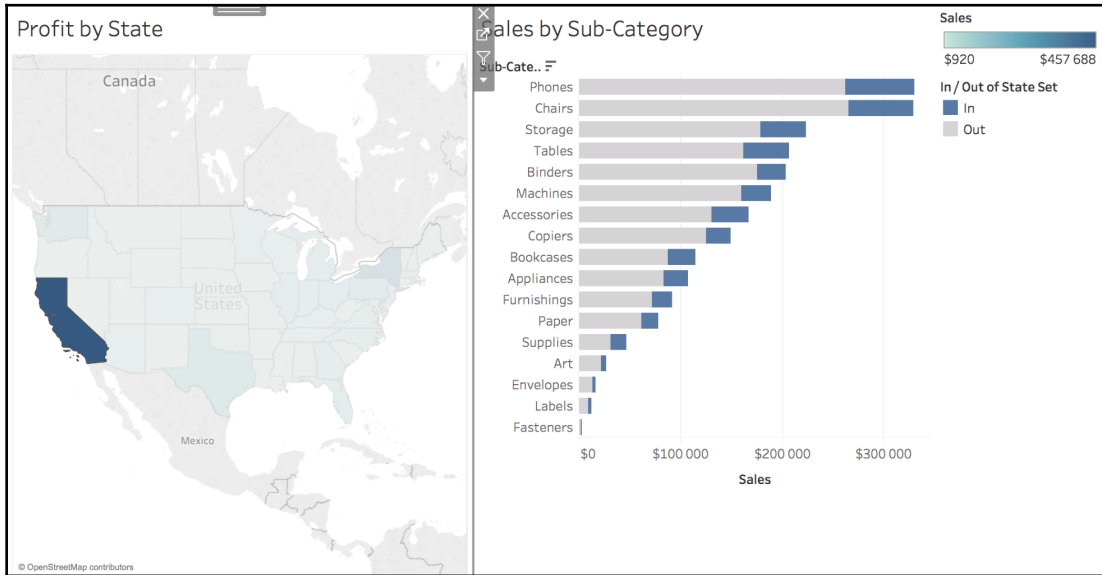 Profit by State
Canada
United
States
Mexico
© OpenStreetMap contributors
Sales by Sub-Category
Sub-Cate..
Phones
Chairs
Storage
Tables
Binders
Machines
Accessories
Copiers
Bookcases
Appliances
Furnishings
Paper
Supplies
Art
Envelopes
Labels
Fasteners
$0 $100 000 $200 000 $300 000
Sales
Sales
$920 $457 688
In / Out of State Set
In
Out